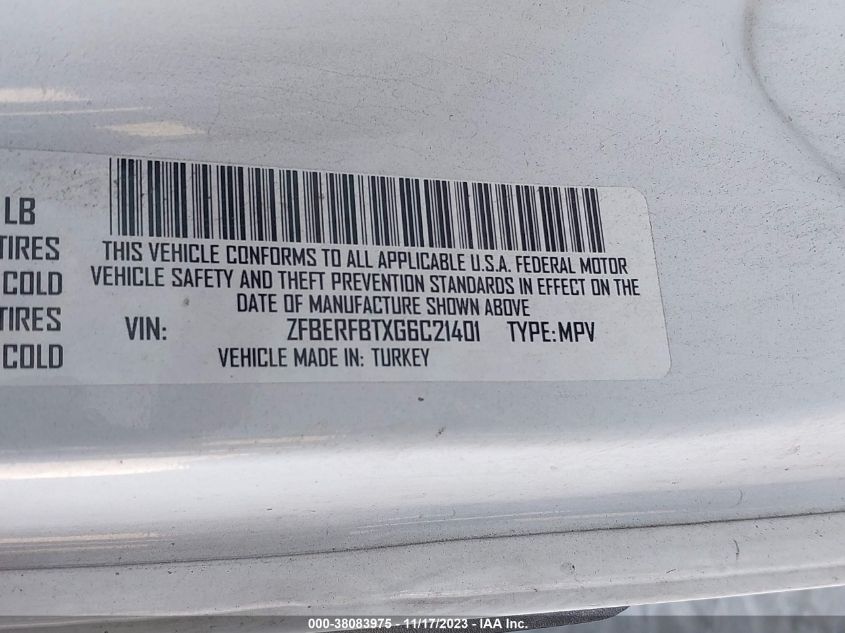 LB
TIRES
COLD
TIRES
COLD
THIS VEHICLE CONFORMS TO ALL APPLICABLE U.S.A. FEDERAL MOTOR
VEHICLE SAFETY AND THEFT PREVENTION STANDARDS IN EFFECT ON THE
DATE OF MANUFACTURE SHOWN ABOVE
VIN: ZFBERFBTXG6C21401 TYPE: MPV
VEHICLE MADE IN: TURKEY
000-38083975 - 11/17/2023 - IAA Inc.